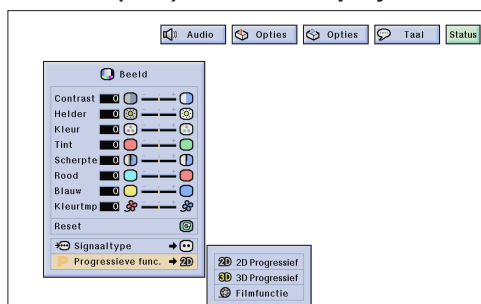 Audio Opties Opties Taal Status
Beeld
Contrast 0
Helder 0
Kleur 0
Tint 0
Scherpte 0
Rood 0
Blauw 0
Kleurtmp 0
Reset
Signaaltype
P Progressieve func. 2D
2D 2D Progressief
3D 3D Progressief
Filmfunctie